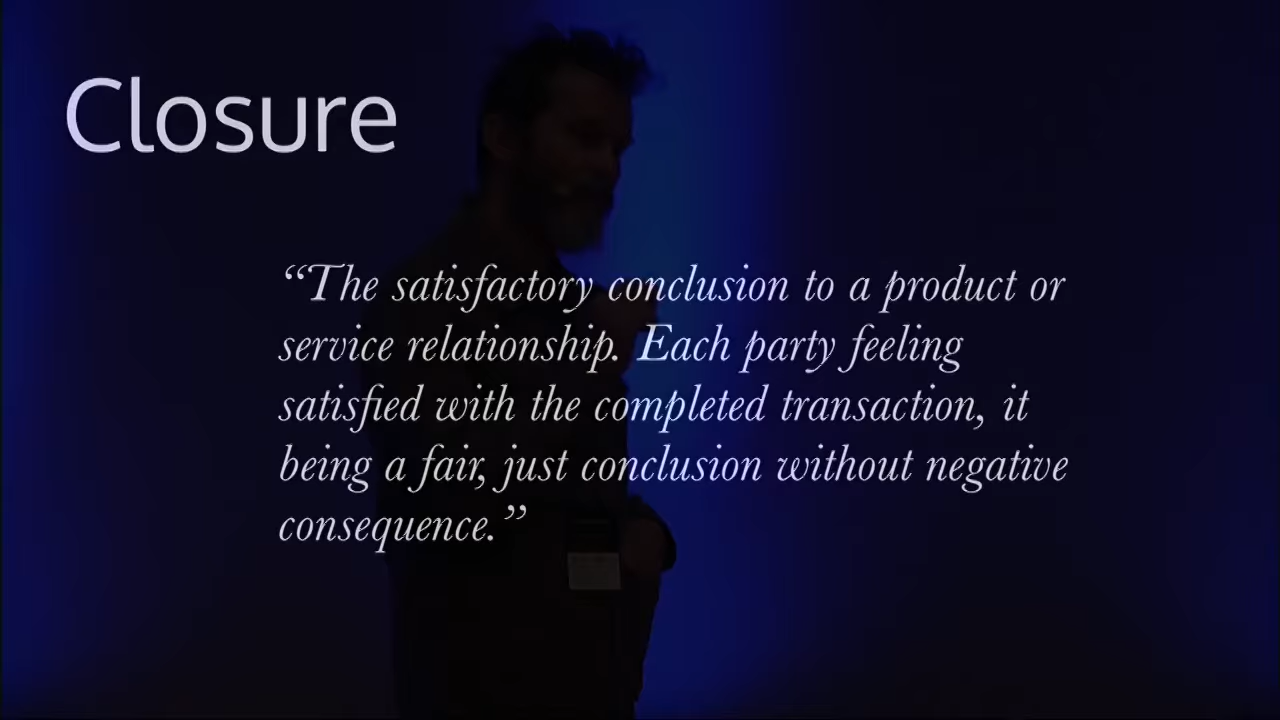 Closure
“The satisfactory conclusion to a product or
service relationship. Each party feeling
satisfied with the completed transaction, it
being a fair, just conclusion without negative
consequence.”